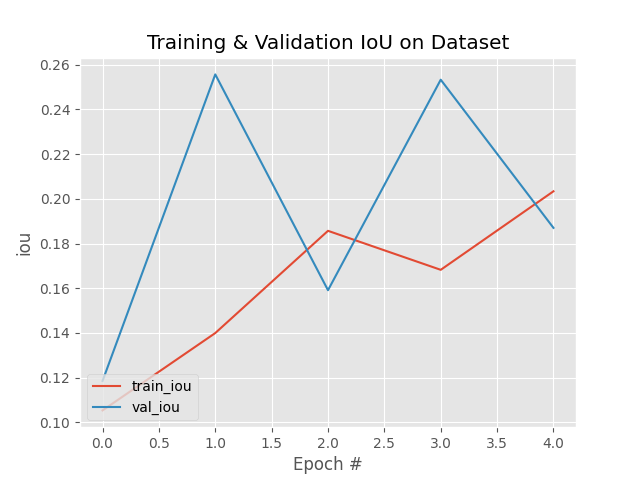 Training & Validation IoU on Dataset
0.26
0.24
0.22
0.20
0.18
0.16
0.14
0.12
0.10
iou
train_iou
val_iou
0.0 0.5 1.0 1.5 2.0 2.5 3.0 3.5 4.0
Epoch #